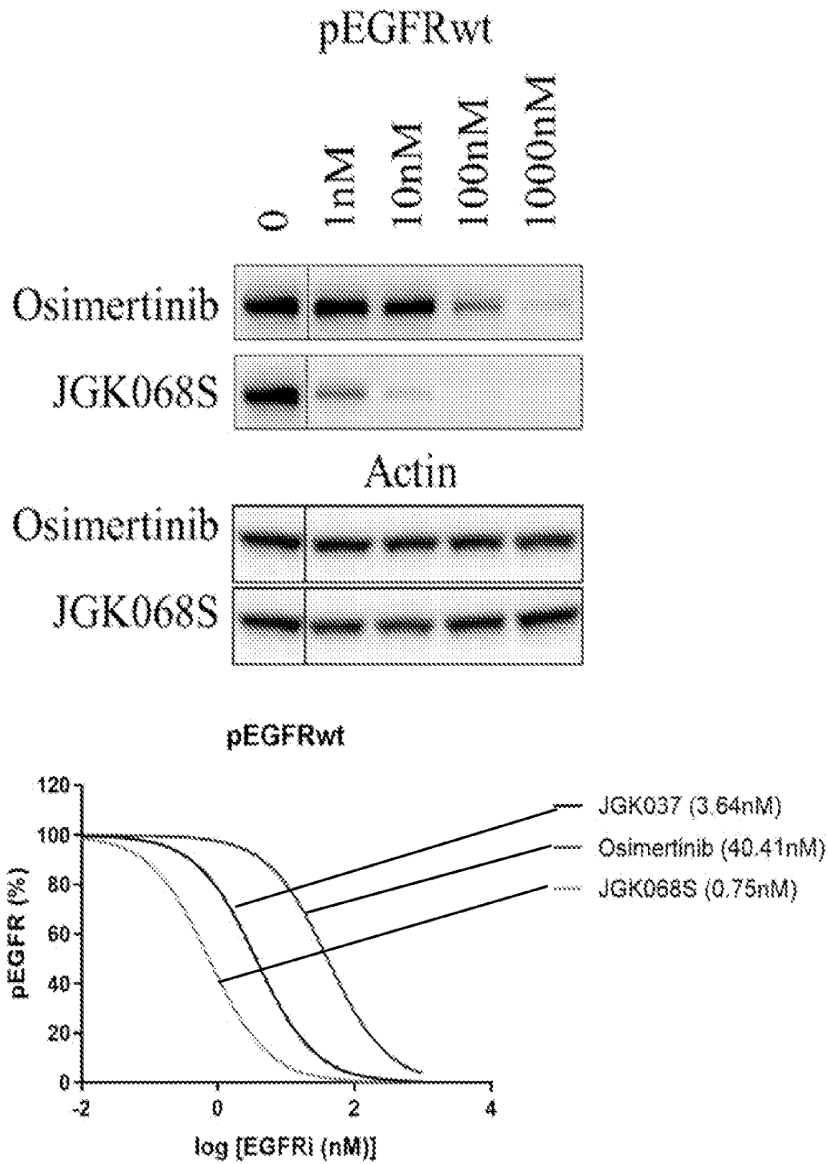 pEGFRwt
0 1nM 10nM 100nM 1000nM
Osimertinib
JGK068S
Actin
Osimertinib
JGK068S
pEGFRwt
120
100
80
60
40
20
0
pEGFR (%)
-2 0 2 4
log [EGFRi (nM)]
JGK037 (3.64nM)
Osimertinib (40.41nM)
JGK068S (0.75nM)